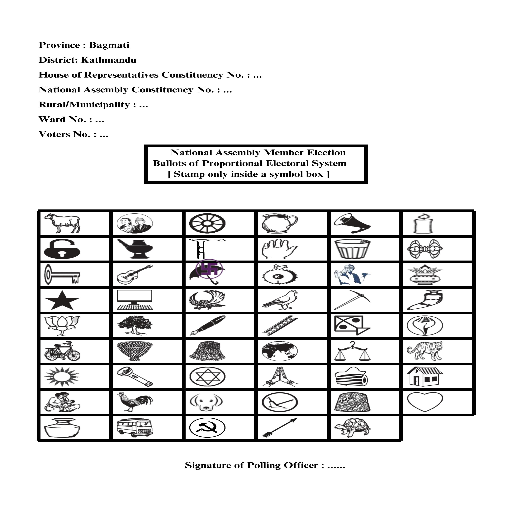 Province : Bagmati
District: Kathmandu
House of Representatives Constituency No. : ...
National Assembly Constituency No. : ...
Rural/Municipality : ...
Ward No. : ...
Voters No. : ...
National Assembly Member Election
Ballots of Proportional Electoral System
[ Stamp only inside a symbol box ]
Signature of Polling Officer : ......